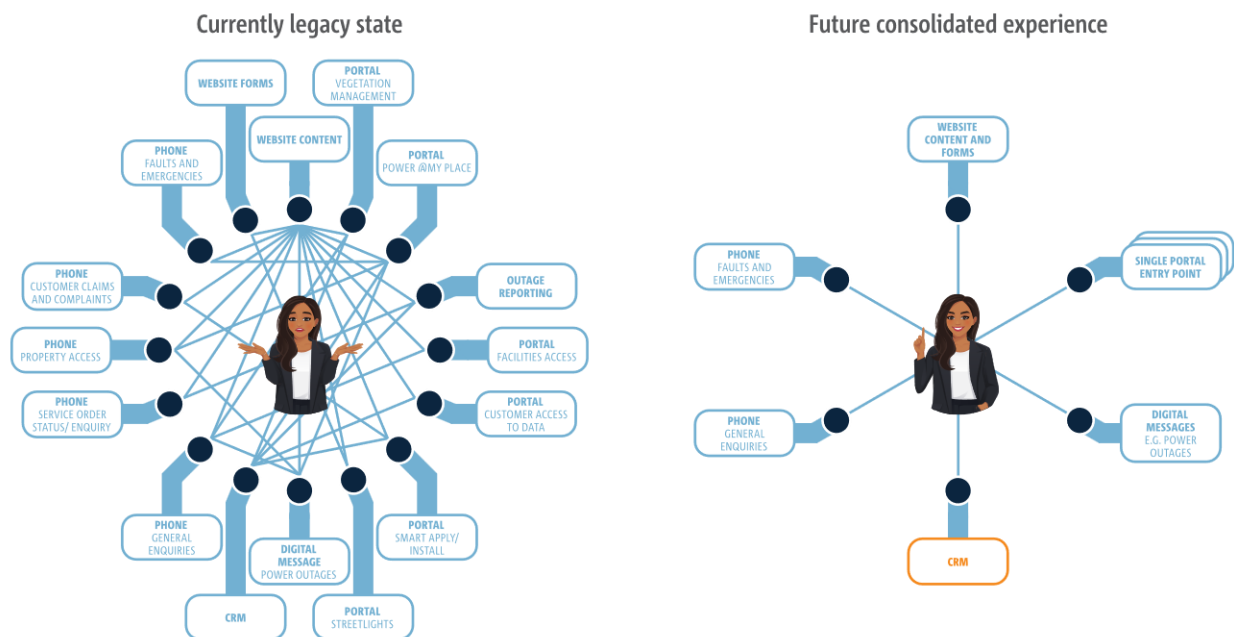 Currently legacy state
WEBSITE FORMS
PORTAL
VEGETATION
MANAGEMENT
WEBSITE CONTENT
PHONE
FAULTS AND
EMERGENCIES
PORTAL
POWER @MY PLACE
PHONE
CUSTOMER CLAIMS
AND COMPLAINTS
OUTAGE
REPORTING
PHONE
PROPERTY ACCESS
PORTAL
FACILITIES ACCESS
PHONE
SERVICE ORDER
STATUS/ ENQUIRY
PORTAL
CUSTOMER ACCESS
TO DATA
PHONE
GENERAL
ENQUIRIES
DIGITAL
MESSAGE
POWER OUTAGES
PORTAL
SMART APPLY/
INSTALL
CRM
PORTAL
STREETLIGHTS
Future consolidated experience
WEBSITE
CONTENT AND
FORMS
PHONE
FAULTS AND
EMERGENCIES
SINGLE PORTAL
ENTRY POINT
PHONE
GENERAL
ENQUIRIES
DIGITAL
MESSAGES
E.G. POWER
OUTAGES
CRM